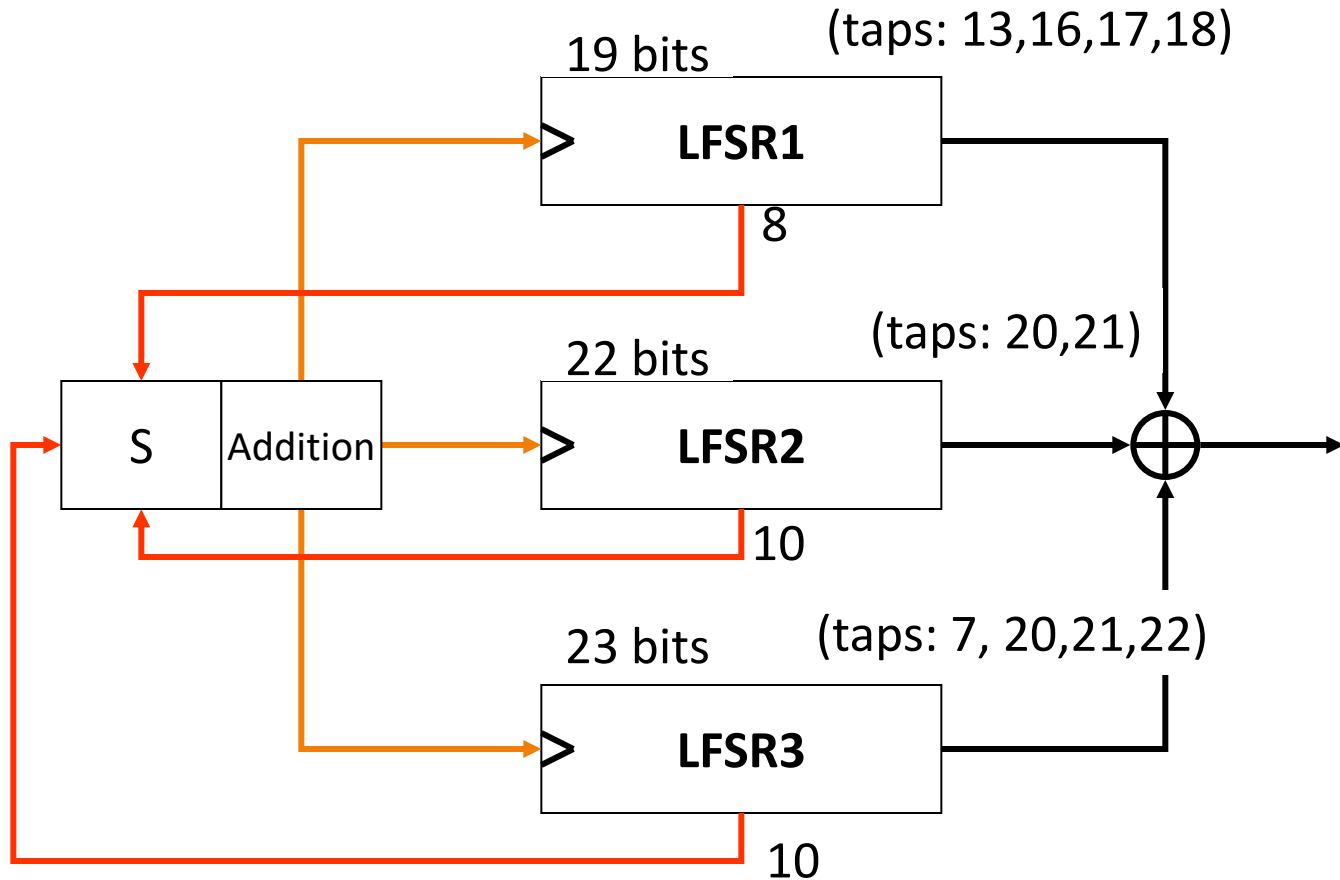 (taps: 13,16,17,18)
19 bits
LFSR1
8
(taps: 20,21)
22 bits
S
Addition
LFSR2
10
23 bits
(taps: 7, 20,21,22)
LFSR3
10